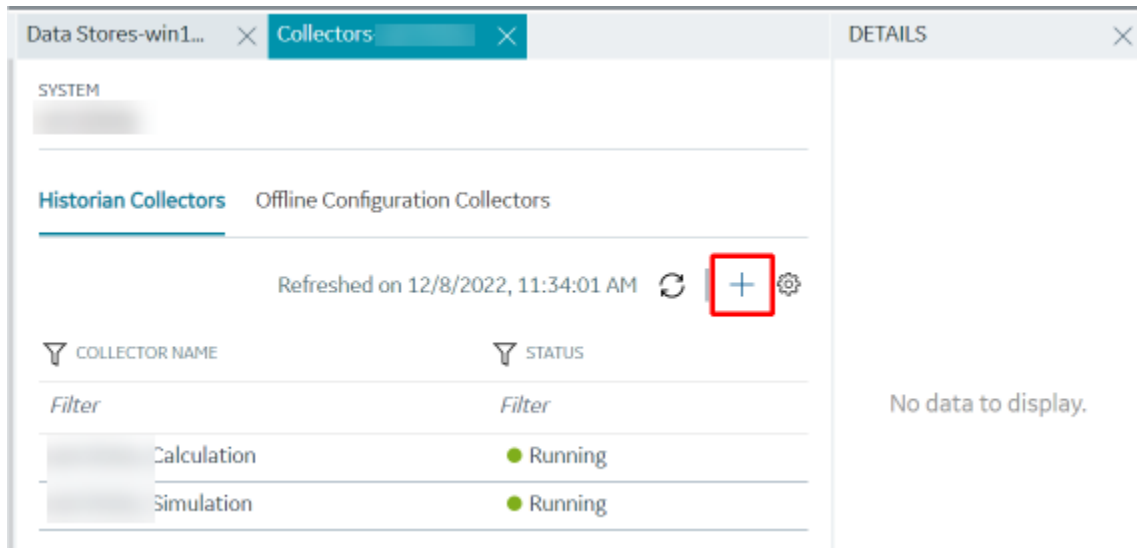 Data Stores-win1... Collectors- DETAILS
SYSTEM
Historian Collectors Offline Configuration Collectors
Refreshed on 12/8/2022, 11:34:01 AM
COLLECTOR NAME STATUS
Filter Filter
Calculation Running
Simulation Running
No data to display.